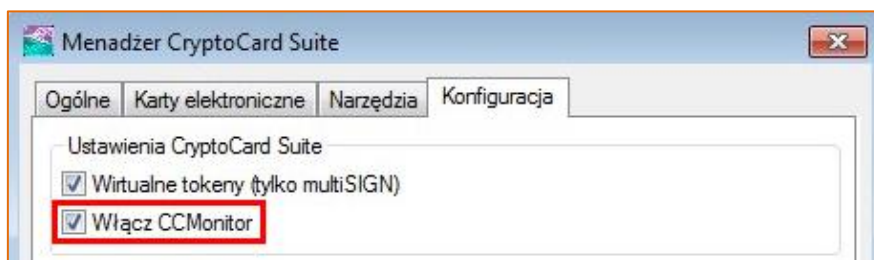 Menadżer CryptoCard Suite
Ogólne Karty elektroniczne Narzędzia Konfiguracja
Ustawienia CryptoCard Suite
Wirtualne tokeny (tylko multiSIGN)
Włącz CCMonitor